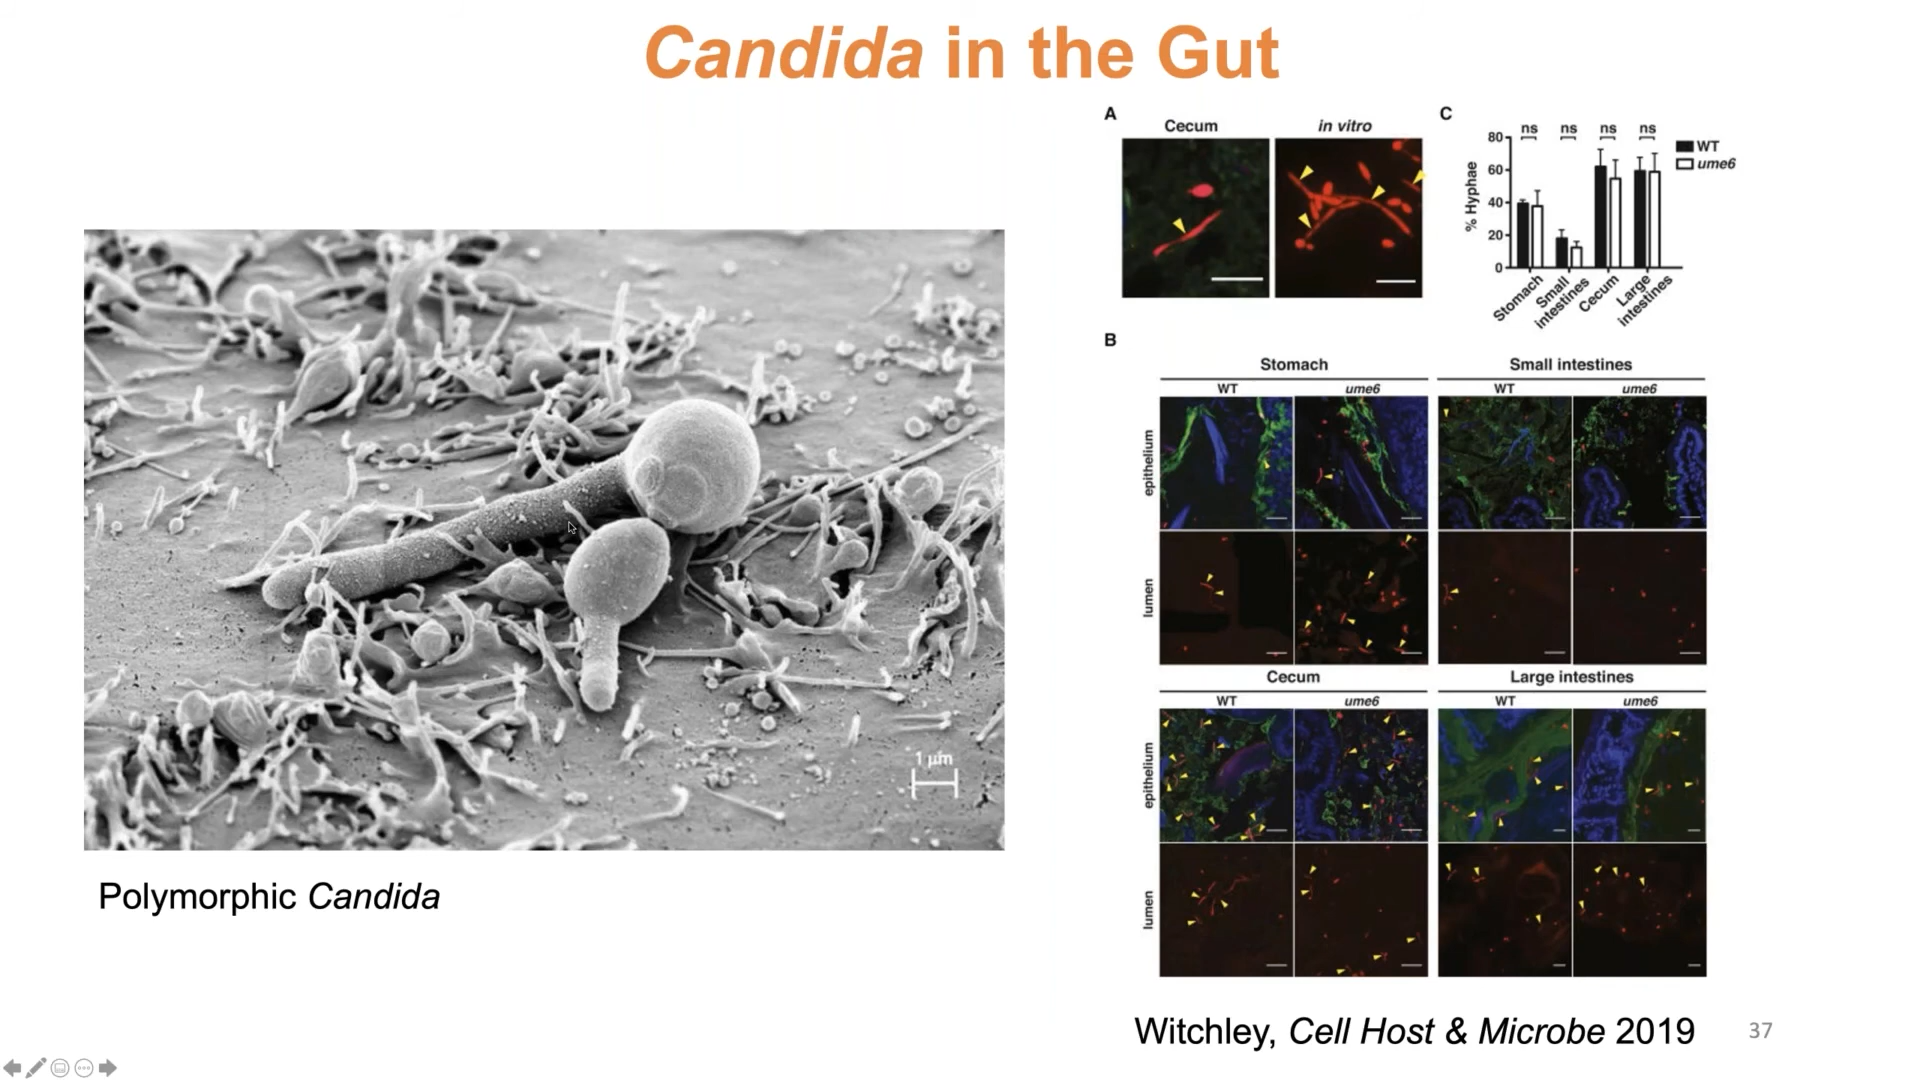 Candida in the Gut
1 µm
Polymorphic Candida
A
Cecum
in vitro
C
ns ns ns ns
80
60
40
20
0
% Hyphae
WT
ume6
Stomach
Small intestines
Cecum
Large intestines
B
Stomach
Small intestines
WT
ume6
WT
ume6
epithelium
lumen
Cecum
Large intestines
WT
ume6
WT
ume6
epithelium
lumen
Witchley, Cell Host & Microbe 2019
37